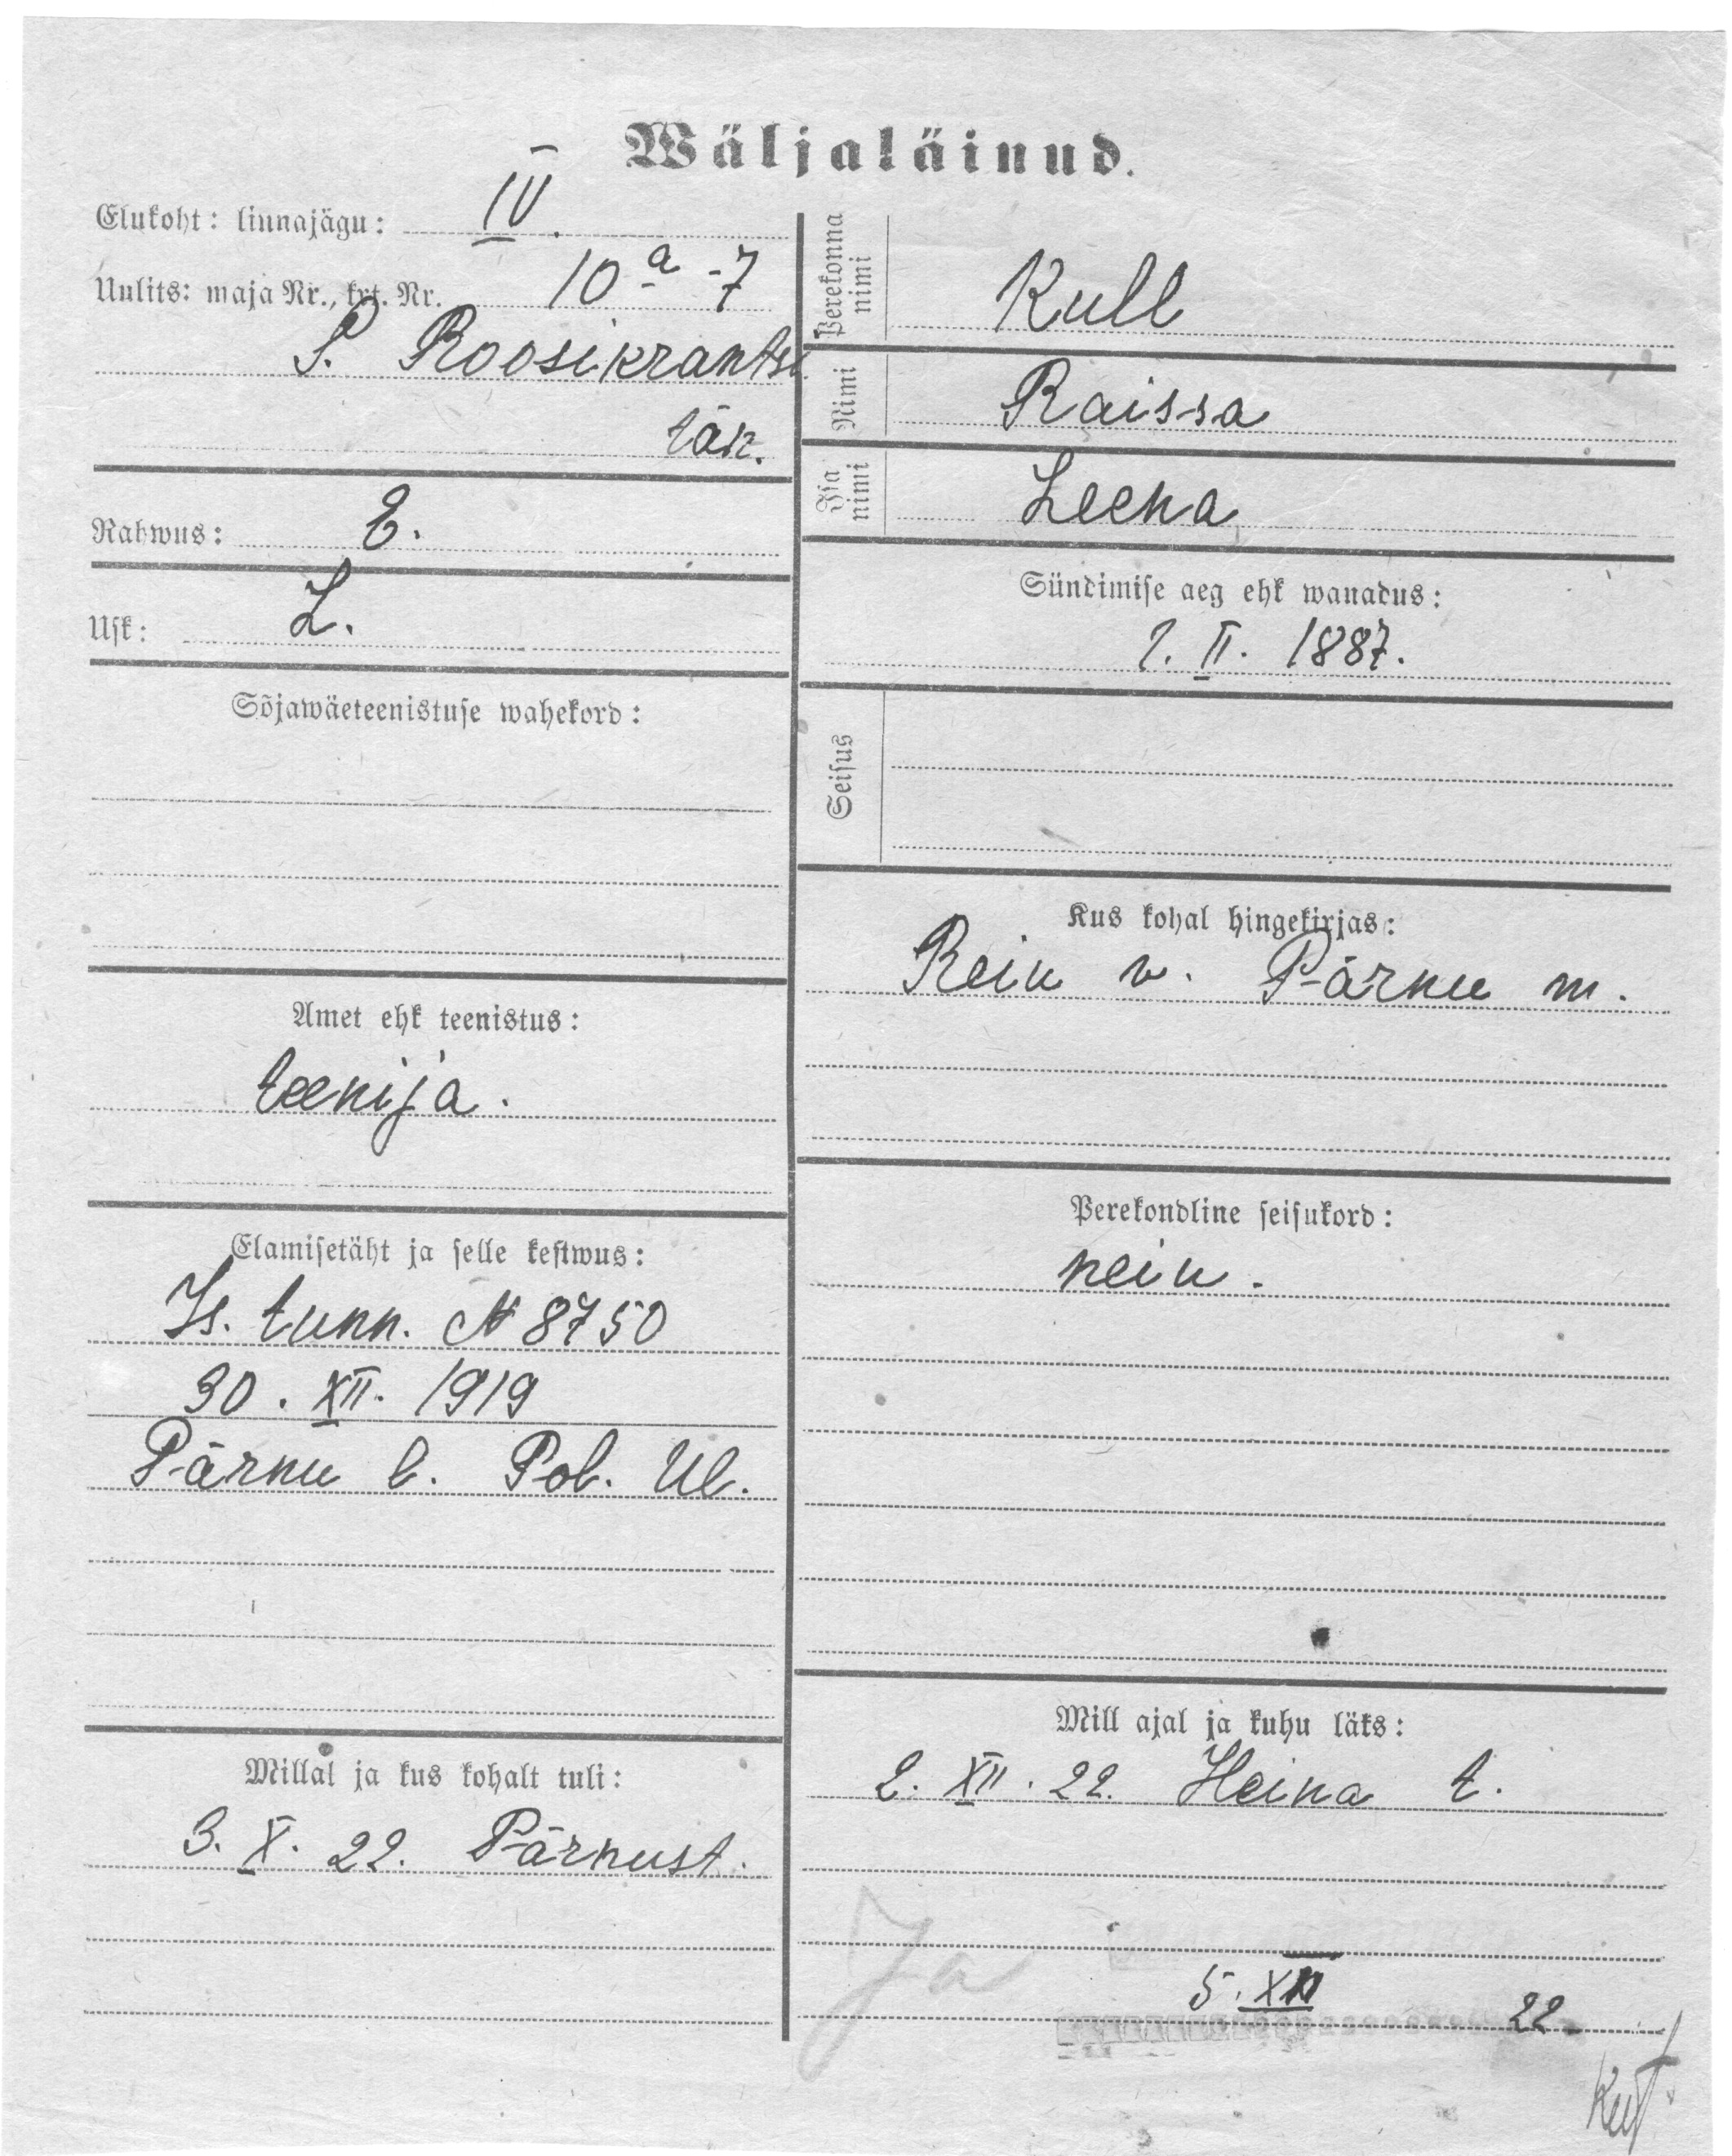 Wäljaläinud.
Elukoht: linnajägu: IV.
Uulits: maja Nr., krt. Nr. 10ª-7
P. Roosikrantsi
tän.
Rahwus: E.
Usk: L.
Sõjawäeteenistuse wahekord:
Amet ehk teenistus:
teenija.
Elamisetäht ja selle kestwus:
Is. tunn. № 8750
30. XII. 1919
Pärnu l. Pol. Ül.
Millal ja kus kohalt tuli:
3. X. 22. Pärnust.
Perekonna nimi Kull
Nimi Raissa
Isa nimi Leena
Sündimise aeg ehk wanadus:
1. II. 1887.
Seisus
Kus kohal hingekirjas:
Reiu v. Pärnu m.
Perekondline seisukord:
neiu.
Mill ajal ja kuhu läks:
2. XII. 22. Heina t.
Ja
5. XII 22